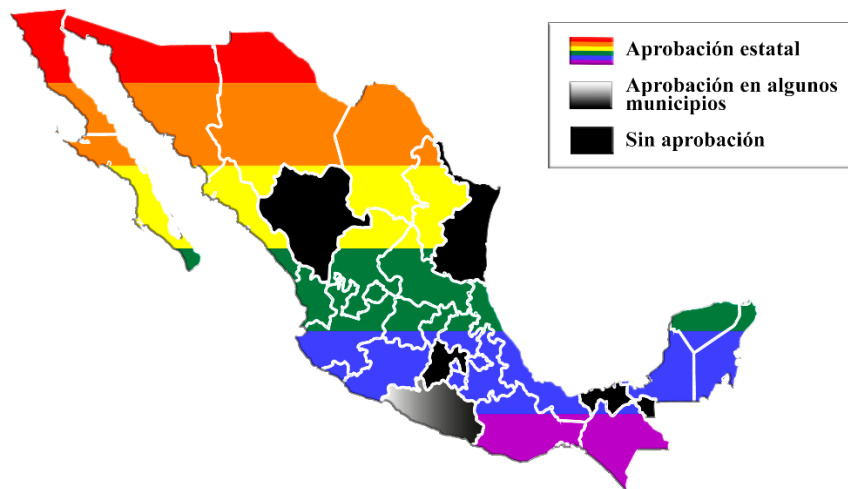 Aprobación estatal
Aprobación en algunos
municipios
Sin aprobación